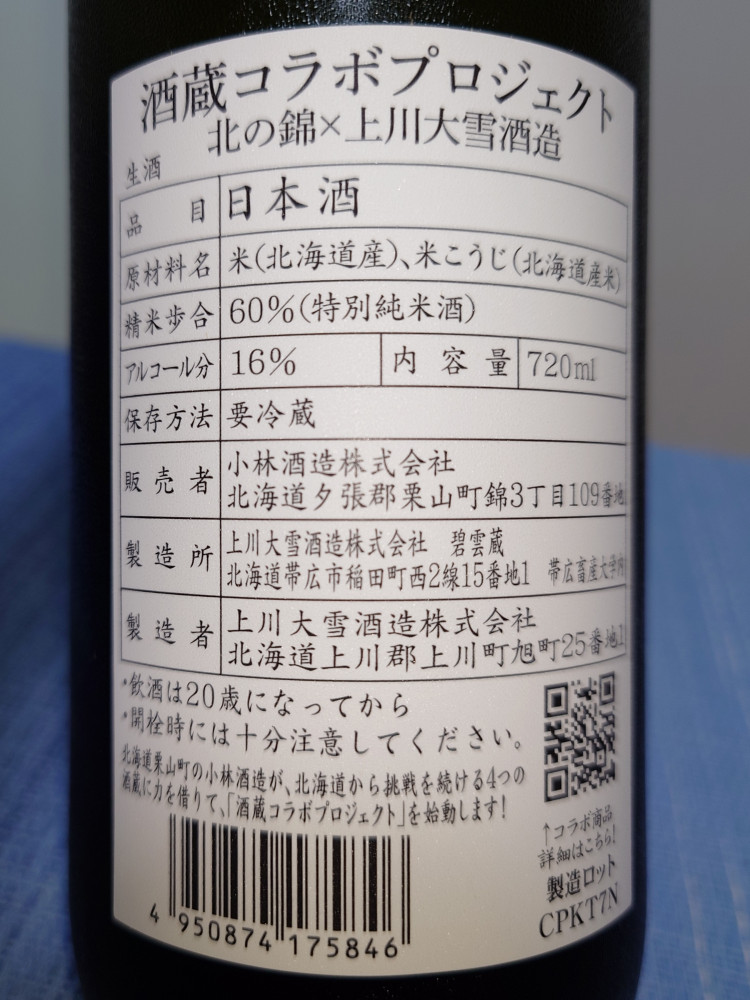 酒蔵コラボプロジェクト
北の錦×上川大雪酒造
生酒
品目 日本酒
原材料名 米(北海道産)、米こうじ(北海道産米)
精米歩合 60%(特別純米酒)
アルコール分 16% 内容量 720ml
保存方法 要冷蔵
販売者 小林酒造株式会社
北海道夕張郡栗山町錦3丁目109番地
製造所 上川大雪酒造株式会社 碧雲蔵
北海道帯広市稲田町西2線15番地1 帯広畜産大学内
製造者 上川大雪酒造株式会社
北海道上川郡上川町旭町25番地1
・飲酒は20歳になってから
・開栓時には十分注意してください。
北海道栗山町の小林酒造が、北海道から挑戦を続ける4つの
酒蔵に力を借りて、「酒蔵コラボプロジェクト」を始動します!
↑コラボ商品
詳細はこちら!
製造ロット
CPKT7N
4 950874 175846